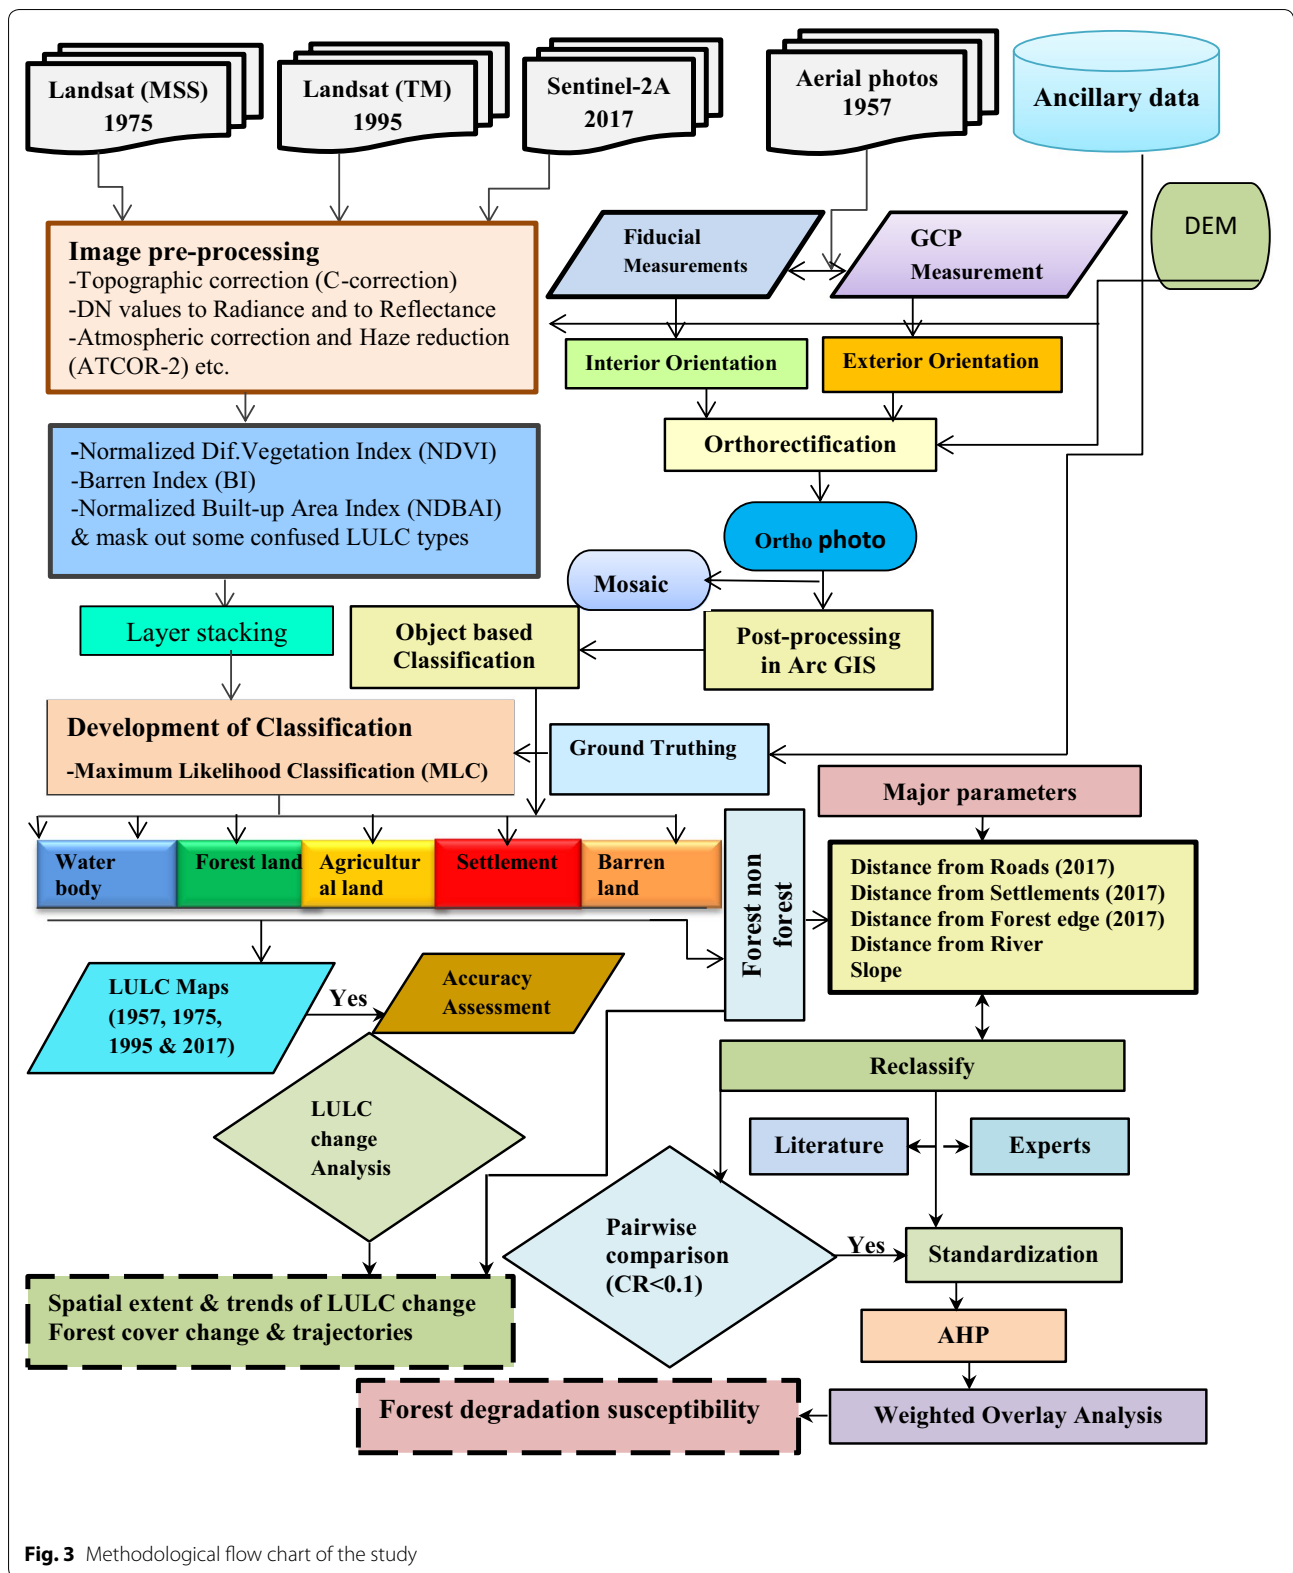 Landsat (MSS)
1975
Landsat (TM)
1995
Sentinel-2A
2017
Aerial photos
1957
Ancillary data
DEM
Image pre-processing
-Topographic correction (C-correction)
-DN values to Radiance and to Reflectance
-Atmospheric correction and Haze reduction
(ATCOR-2) etc.
Fiducial
Measurements
GCP
Measurement
Interior Orientation
Exterior Orientation
Orthorectification
-Normalized Dif.Vegetation Index (NDVI)
-Barren Index (BI)
-Normalized Built-up Area Index (NDBAI)
& mask out some confused LULC types
Ortho photo
Mosaic
Layer stacking
Object based
Classification
Post-processing
in Arc GIS
Development of Classification
-Maximum Likelihood Classification (MLC)
Ground Truthing
Major parameters
Water
body
Forest land
Agricultur
al land
Settlement
Barren
land
Forest non
forest
Distance from Roads (2017)
Distance from Settlements (2017)
Distance from Forest edge (2017)
Distance from River
Slope
LULC Maps
(1957, 1975,
1995 & 2017)
Yes
Accuracy
Assessment
Reclassify
LULC
change
Analysis
Literature
Experts
Pairwise
comparison
(CR<0.1)
Yes
Standardization
Spatial extent & trends of LULC change
Forest cover change & trajectories
AHP
Forest degradation susceptibility
Weighted Overlay Analysis
Fig. 3 Methodological flow chart of the study